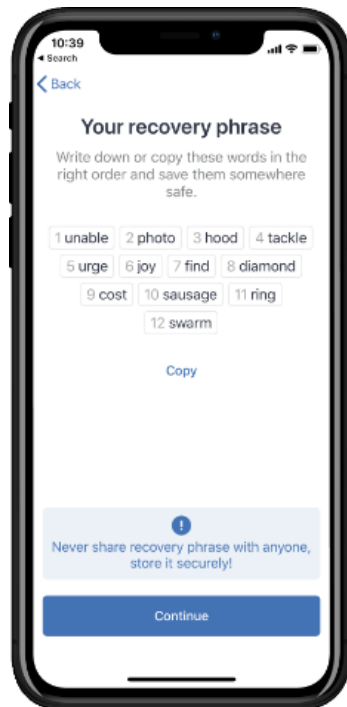 10:39
Search
Back
Your recovery phrase
Write down or copy these words in the
right order and save them somewhere
safe.
1 unable 2 photo 3 hood 4 tackle
5 urge 6 joy 7 find 8 diamond
9 cost 10 sausage 11 ring
12 swarm
Copy
Never share recovery phrase with anyone,
store it securely!
Continue